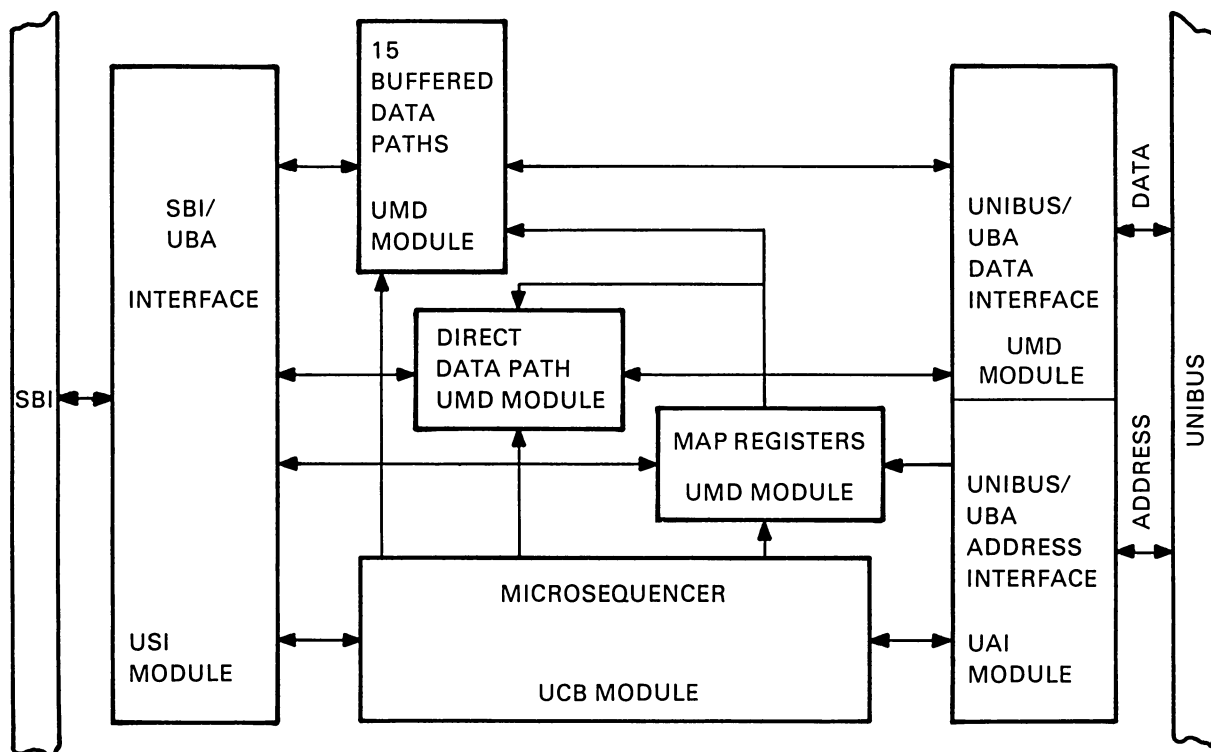 SBI
SBI/
UBA
INTERFACE
USI
MODULE
15
BUFFERED
DATA
PATHS
UMD
MODULE
DIRECT
DATA PATH
UMD MODULE
MAP REGISTERS
UMD MODULE
MICROSEQUENCER
UCB MODULE
UNIBUS/
UBA
DATA
INTERFACE
UMD
MODULE
UNIBUS/
UBA
ADDRESS
INTERFACE
UAI
MODULE
DATA
ADDRESS
UNIBUS